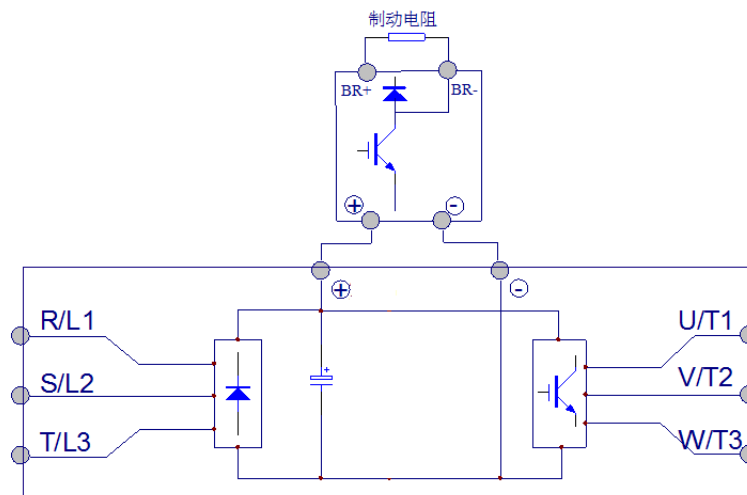 制动电阻
BR+ BR-
+ -
+ -
R/L1 U/T1
+
S/L2 V/T2
T/L3 W/T3